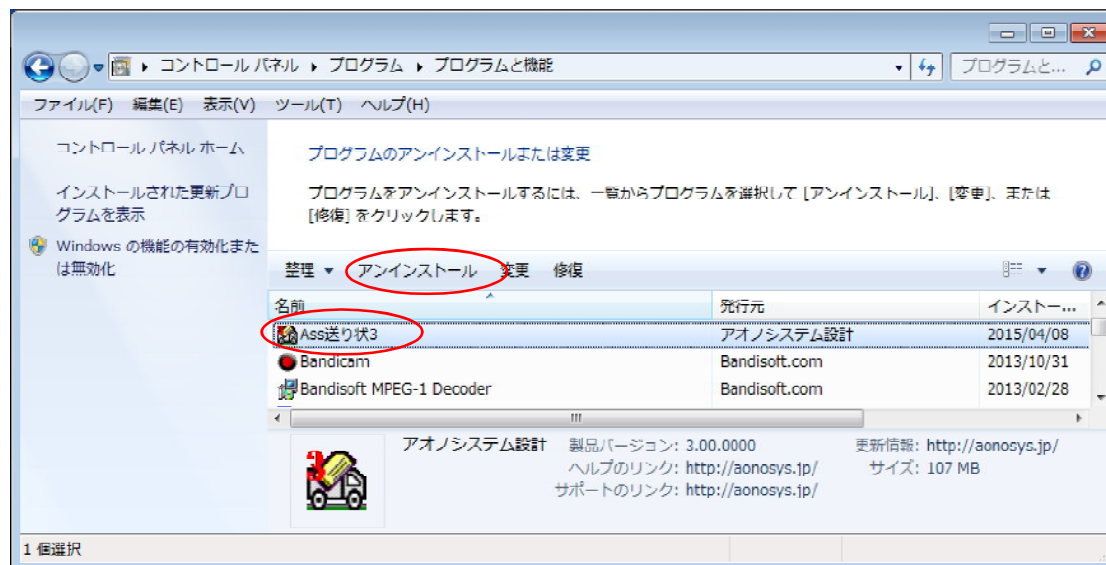 コントロール パネル ▸ プログラム ▸ プログラムと機能
プログラムと...
ファイル(F) 編集(E) 表示(V) ツール(T) ヘルプ(H)
コントロール パネル ホーム
インストールされた更新プロ
グラムを表示
Windows の機能の有効化また
は無効化
プログラムのアンインストールまたは変更
プログラムをアンインストールするには、一覧からプログラムを選択して [アンインストール]、[変更]、または
[修復] をクリックします。
整理 ▼ アンインストール 変更 修復
名前 発行元 インストー...
Ass送り状3 アオノシステム設計 2015/04/08
Bandicam Bandisoft.com 2013/10/31
Bandisoft MPEG-1 Decoder Bandisoft.com 2013/02/28
アオノシステム設計 製品バージョン: 3.00.0000 更新情報: http://aonosys.jp/
ヘルプのリンク: http://aonosys.jp/ サイズ: 107 MB
サポートのリンク: http://aonosys.jp/
1 個選択